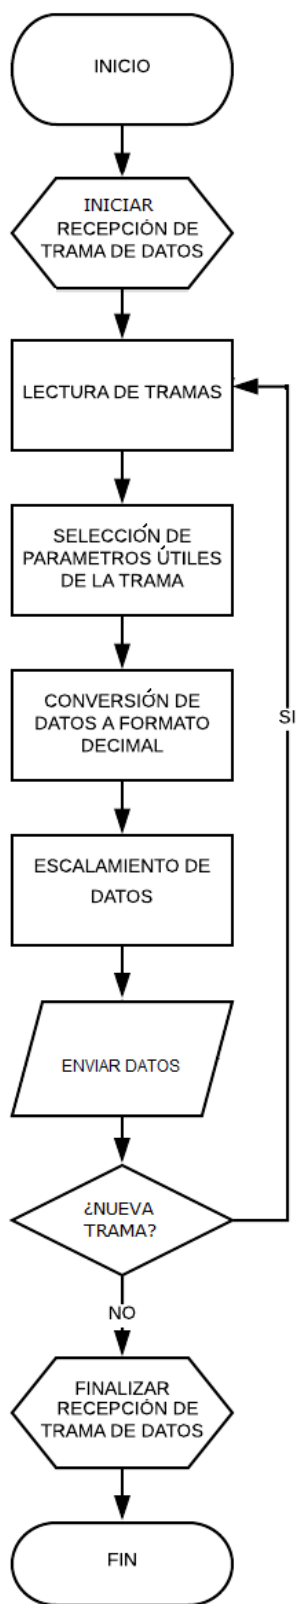 INICIO
INICIAR
RECEPCIÓN DE
TRAMA DE DATOS
LECTURA DE TRAMAS
SELECCIÓN DE
PARAMETROS ÚTILES
DE LA TRAMA
CONVERSIÓN DE
DATOS A FORMATO
DECIMAL
SI
ESCALAMIENTO DE
DATOS
ENVIAR DATOS
¿NUEVA
TRAMA?
NO
FINALIZAR
RECEPCIÓN DE
TRAMA DE DATOS
FIN